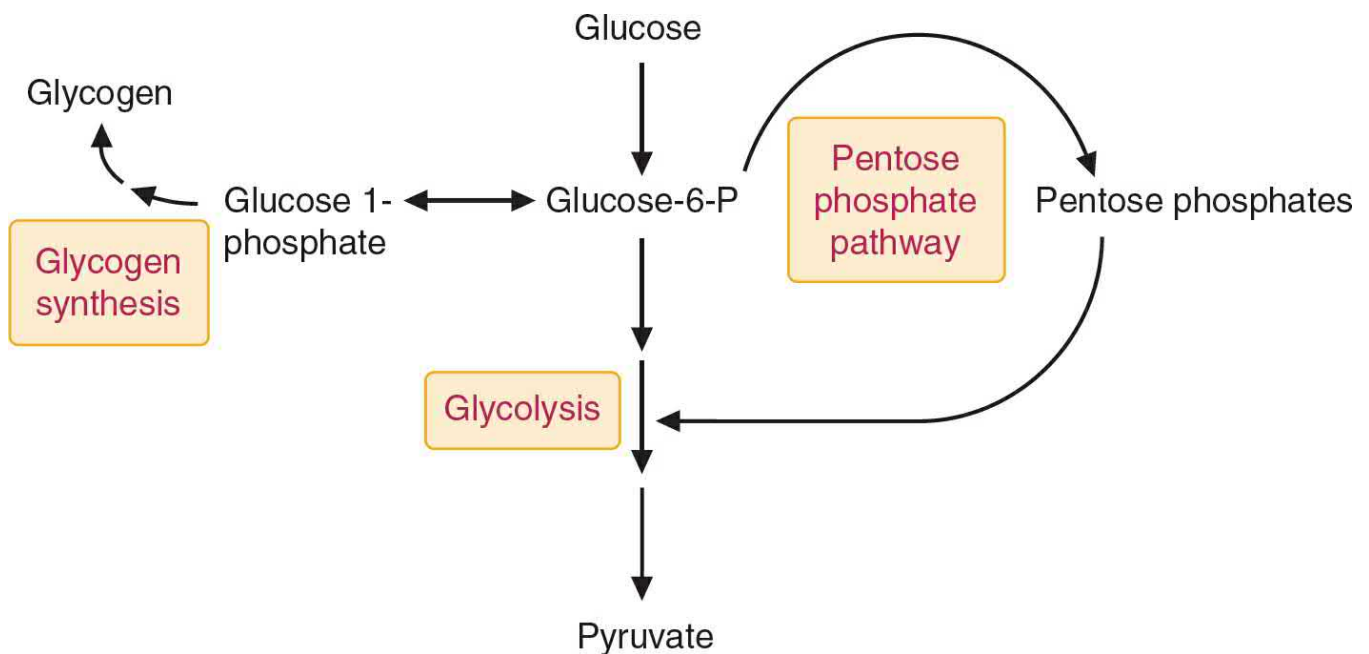 Glucose
Glycogen
Pentose
phosphate
pathway
Glucose 1-
phosphate
Glucose-6-P
Pentose phosphates
Glycogen
synthesis
Glycolysis
Pyruvate